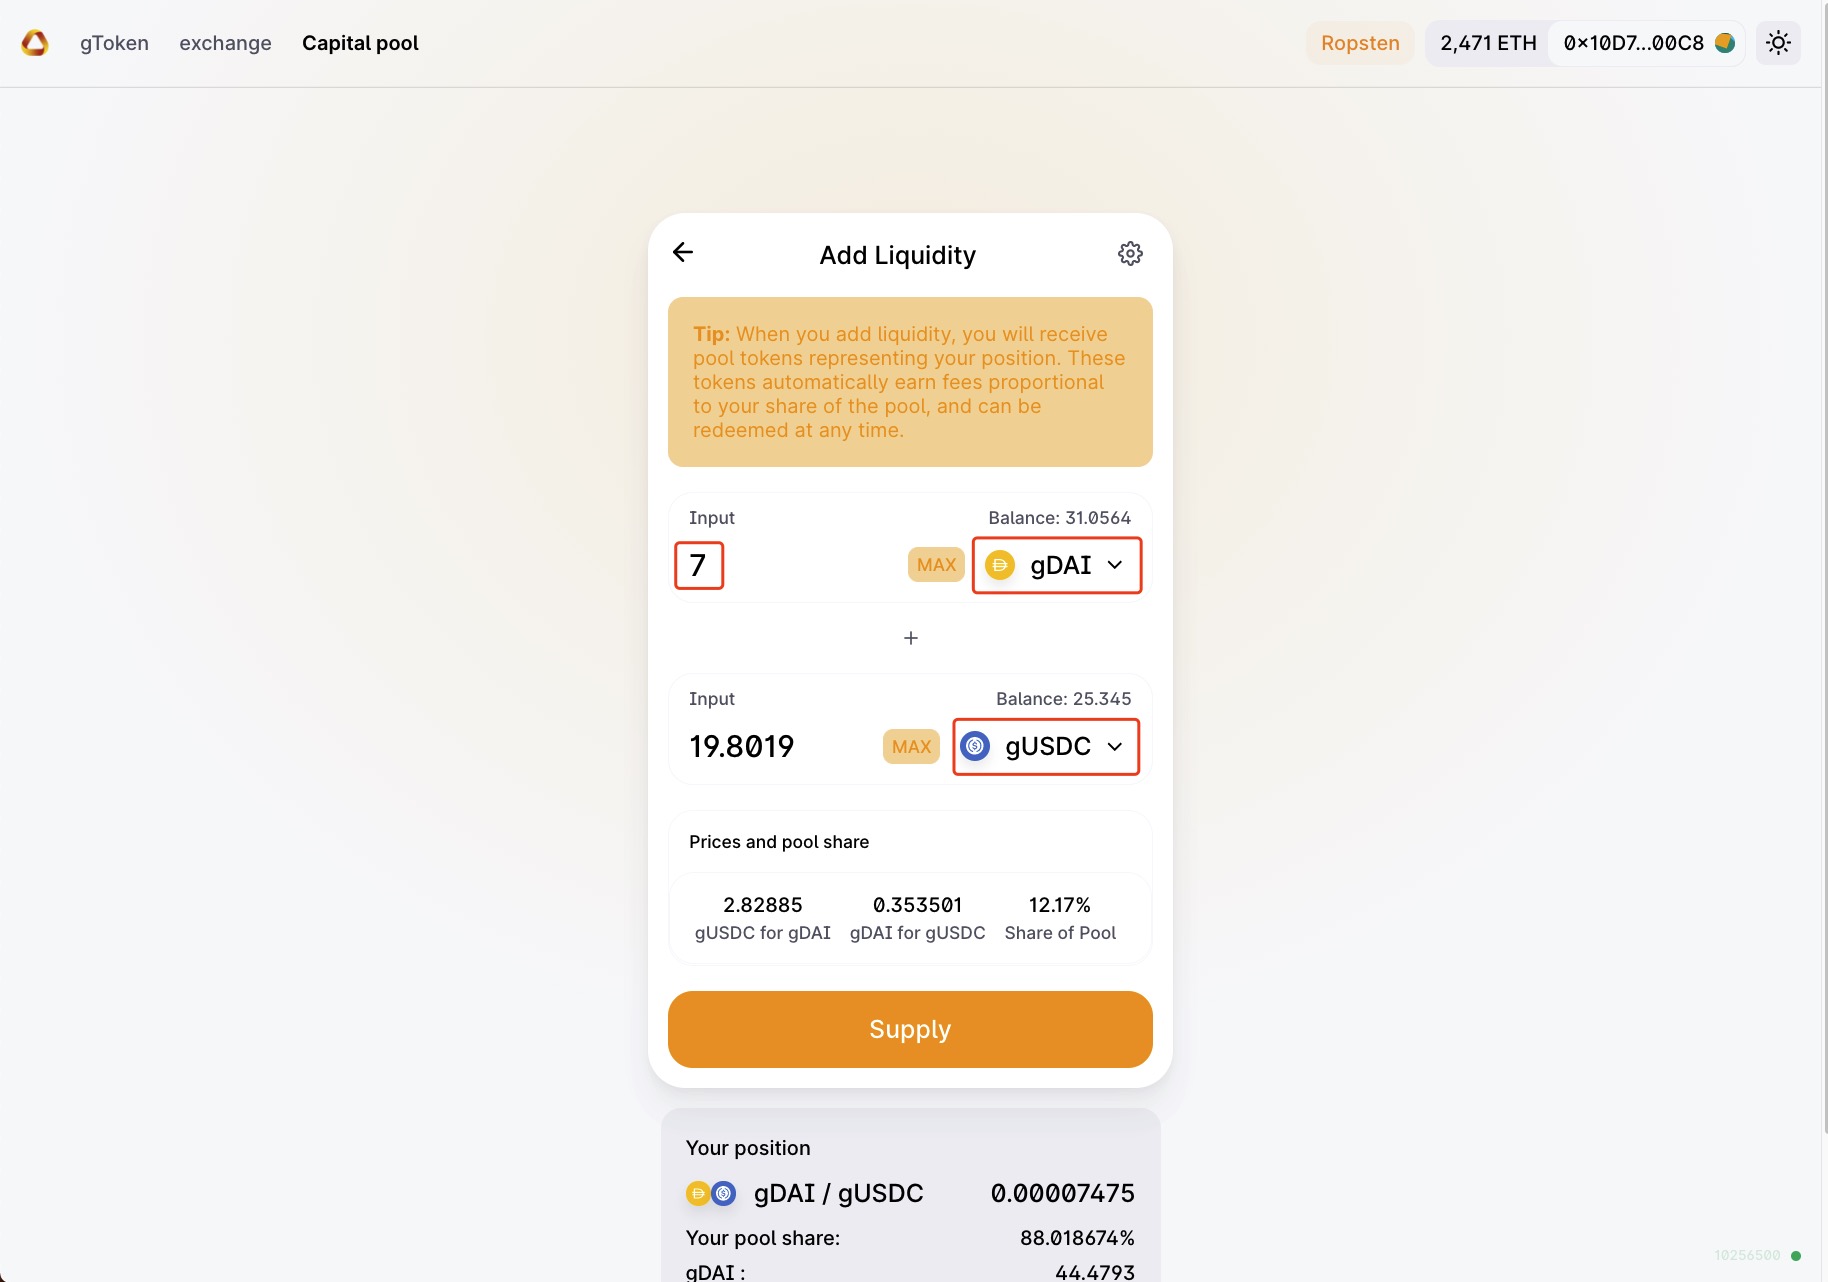 gToken exchange Capital pool Ropsten 2,471 ETH 0x10D7...00C8
Add Liquidity
Tip: When you add liquidity, you will receive
pool tokens representing your position. These
tokens automatically earn fees proportional
to your share of the pool, and can be
redeemed at any time.
Input Balance: 31.0564
7 MAX gDAI
+
Input Balance: 25.345
19.8019 MAX gUSDC
Prices and pool share
2.82885 0.353501 12.17%
gUSDC for gDAI gDAI for gUSDC Share of Pool
Supply
Your position
gDAI / gUSDC 0.00007475
Your pool share: 88.018674%
gDAI : 44.4793
10256500